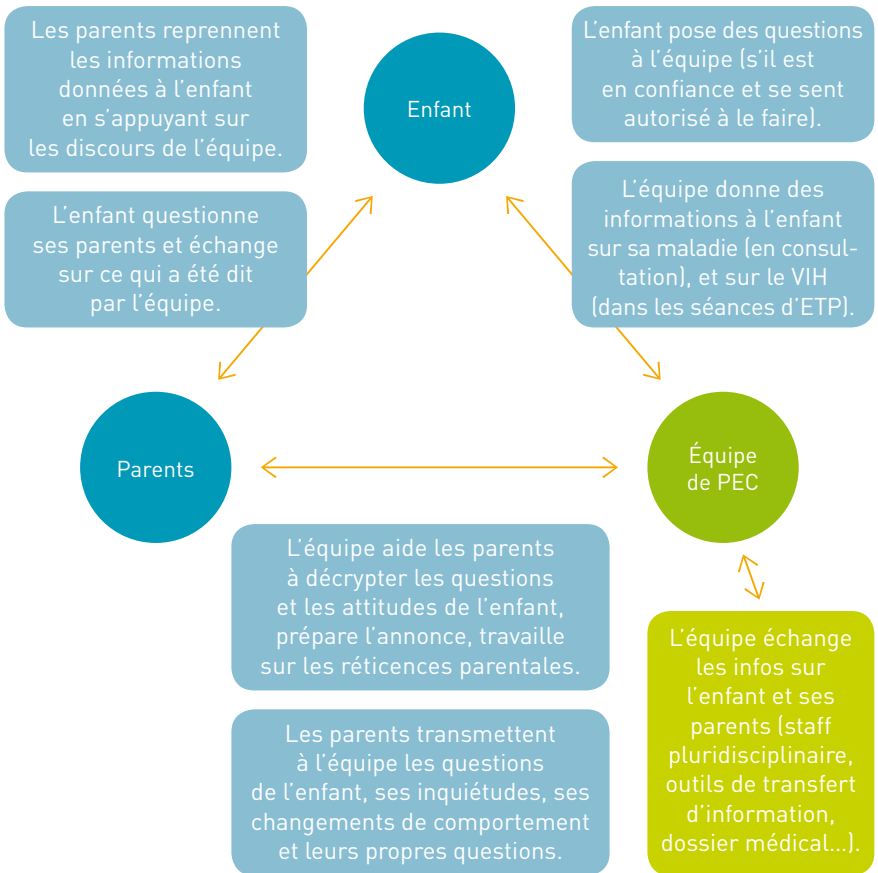 Les parents reprennent
les informations
données à l'enfant
en s'appuyant sur
les discours de l'équipe.
L'enfant questionne
ses parents et échange
sur ce qui a été dit
par l'équipe.
Enfant
L'enfant pose des questions
à l'équipe (s'il est
en confiance et se sent
autorisé à le faire).
L'équipe donne des
informations à l'enfant
sur sa maladie (en consul-
tation), et sur le VIH
(dans les séances d'ETP).
Parents
Équipe
de PEC
L'équipe aide les parents
à décrypter les questions
et les attitudes de l'enfant,
prépare l'annonce, travaille
sur les réticences parentales.
Les parents transmettent
à l'équipe les questions
de l'enfant, ses inquiétudes, ses
changements de comportement
et leurs propres questions.
L'équipe échange
les infos sur
l'enfant et ses
parents (staff
pluridisciplinaire,
outils de transfert
d'information,
dossier médical...).